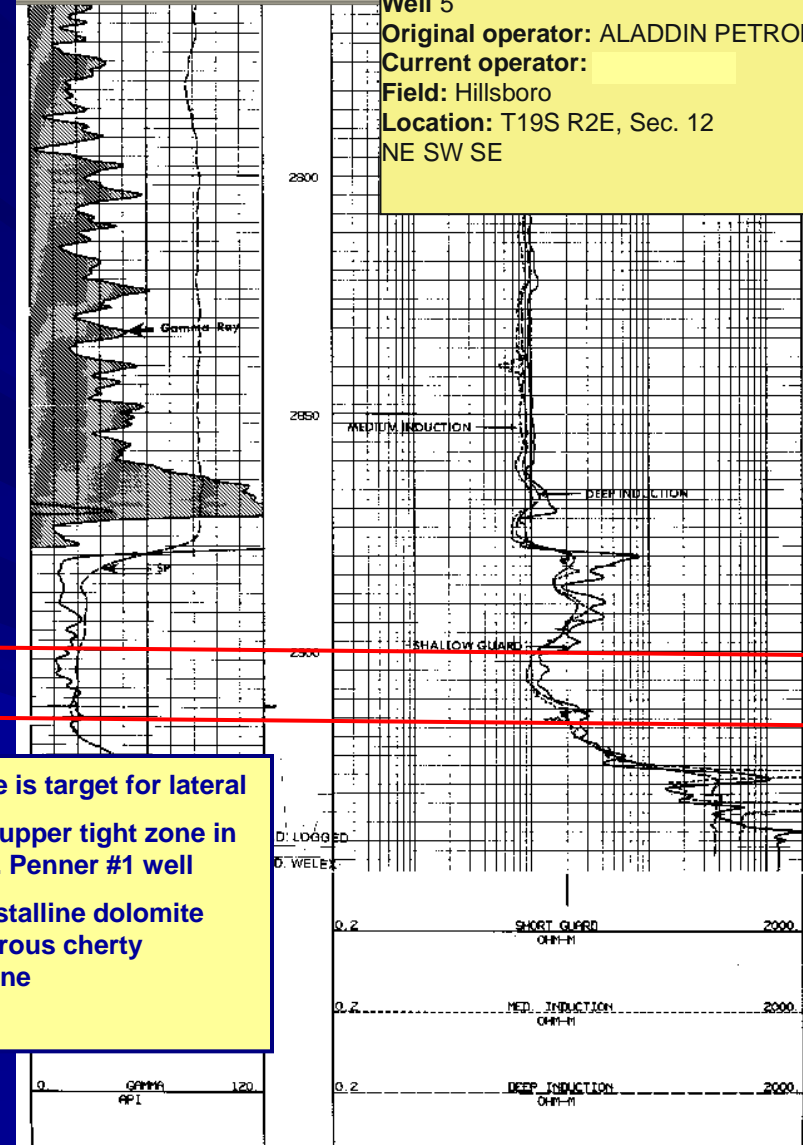 Well 5
Original operator: ALADDIN
Current operator:
Field: Hillsboro
Location: T19S R2E, Sec. 12
NE SW SE
2800
Gamma Ray
2850
MEDIUM INDUCTION
DEEP INDUCTION
SP
SHALLOW GUARD
2900
e is target for lateral
upper tight zone in
Penner #1 well
stalline dolomite
rous cherty
ne
D. LOGGED
D. WELEX
0.2 SHORT GUARD 2000.
OHM-M
0.2 MED. INDUCTION 2000.
OHM-M
0. GAMMA 120.
API
0.2 DEEP INDUCTION 2000.
OHM-M